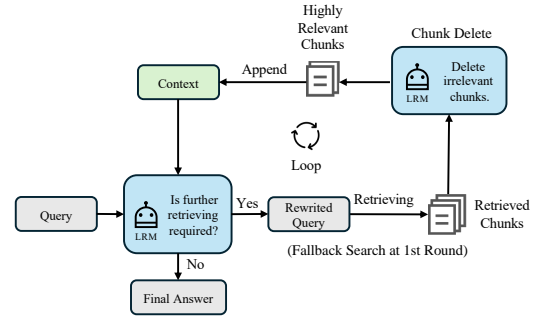 Highly
Relevant
Chunks
Chunk Delete
Delete
irrelevant
chunks.
LRM
Append
Context
Loop
Query
Is further
retrieving
required?
LRM
Yes
Rewrited
Query
Retrieving
Retrieved
Chunks
(Fallback Search at 1st Round)
No
Final Answer